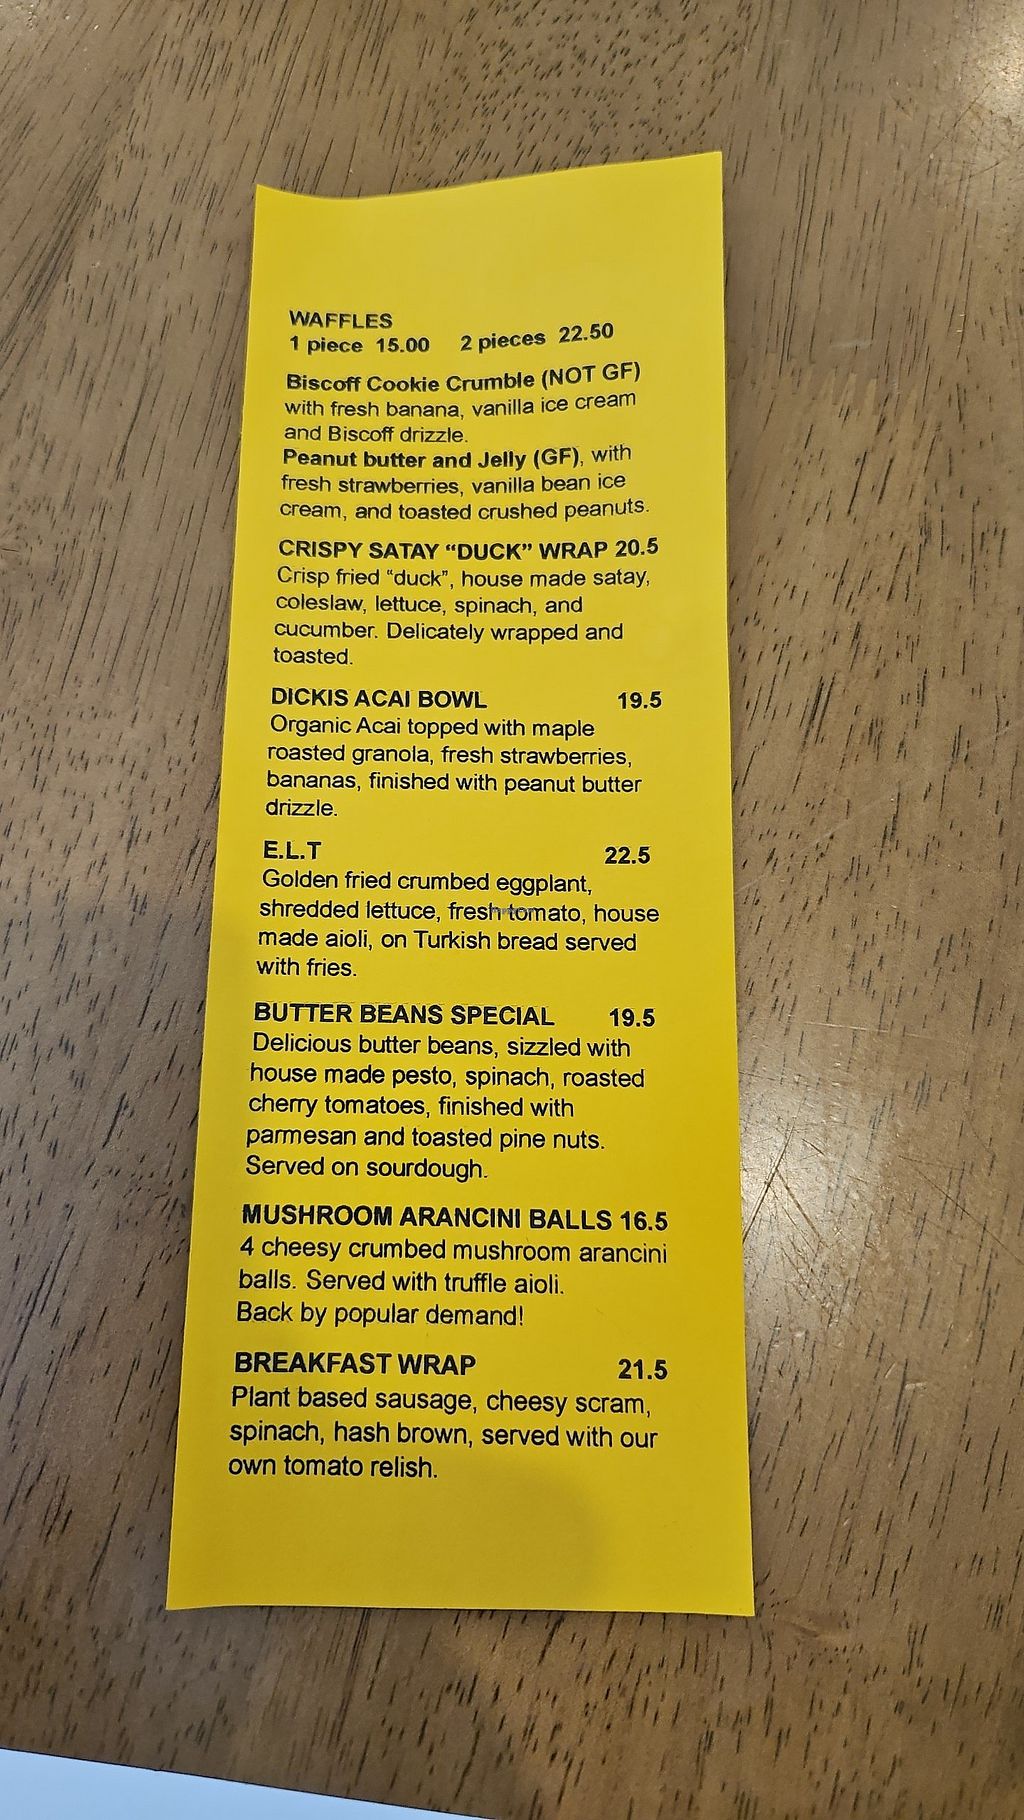 WAFFLES
1 piece 15.00 2 pieces 22.50
Biscoff Cookie Crumble (NOT GF)
with fresh banana, vanilla ice cream
and Biscoff drizzle.
Peanut butter and Jelly (GF), with
fresh strawberries, vanilla bean ice
cream, and toasted crushed peanuts.
CRISPY SATAY “DUCK” WRAP 20.5
Crisp fried “duck”, house made satay,
coleslaw, lettuce, spinach, and
cucumber. Delicately wrapped and
toasted.
DICKIS ACAI BOWL 19.5
Organic Acai topped with maple
roasted granola, fresh strawberries,
bananas, finished with peanut butter
drizzle.
E.L.T 22.5
Golden fried crumbed eggplant,
shredded lettuce, fresh tomato, house
made aioli, on Turkish bread served
with fries.
BUTTER BEANS SPECIAL 19.5
Delicious butter beans, sizzled with
house made pesto, spinach, roasted
cherry tomatoes, finished with
parmesan and toasted pine nuts.
Served on sourdough.
MUSHROOM ARANCINI BALLS 16.5
4 cheesy crumbed mushroom arancini
balls. Served with truffle aioli.
Back by popular demand!
BREAKFAST WRAP 21.5
Plant based sausage, cheesy scram,
spinach, hash brown, served with our
own tomato relish.